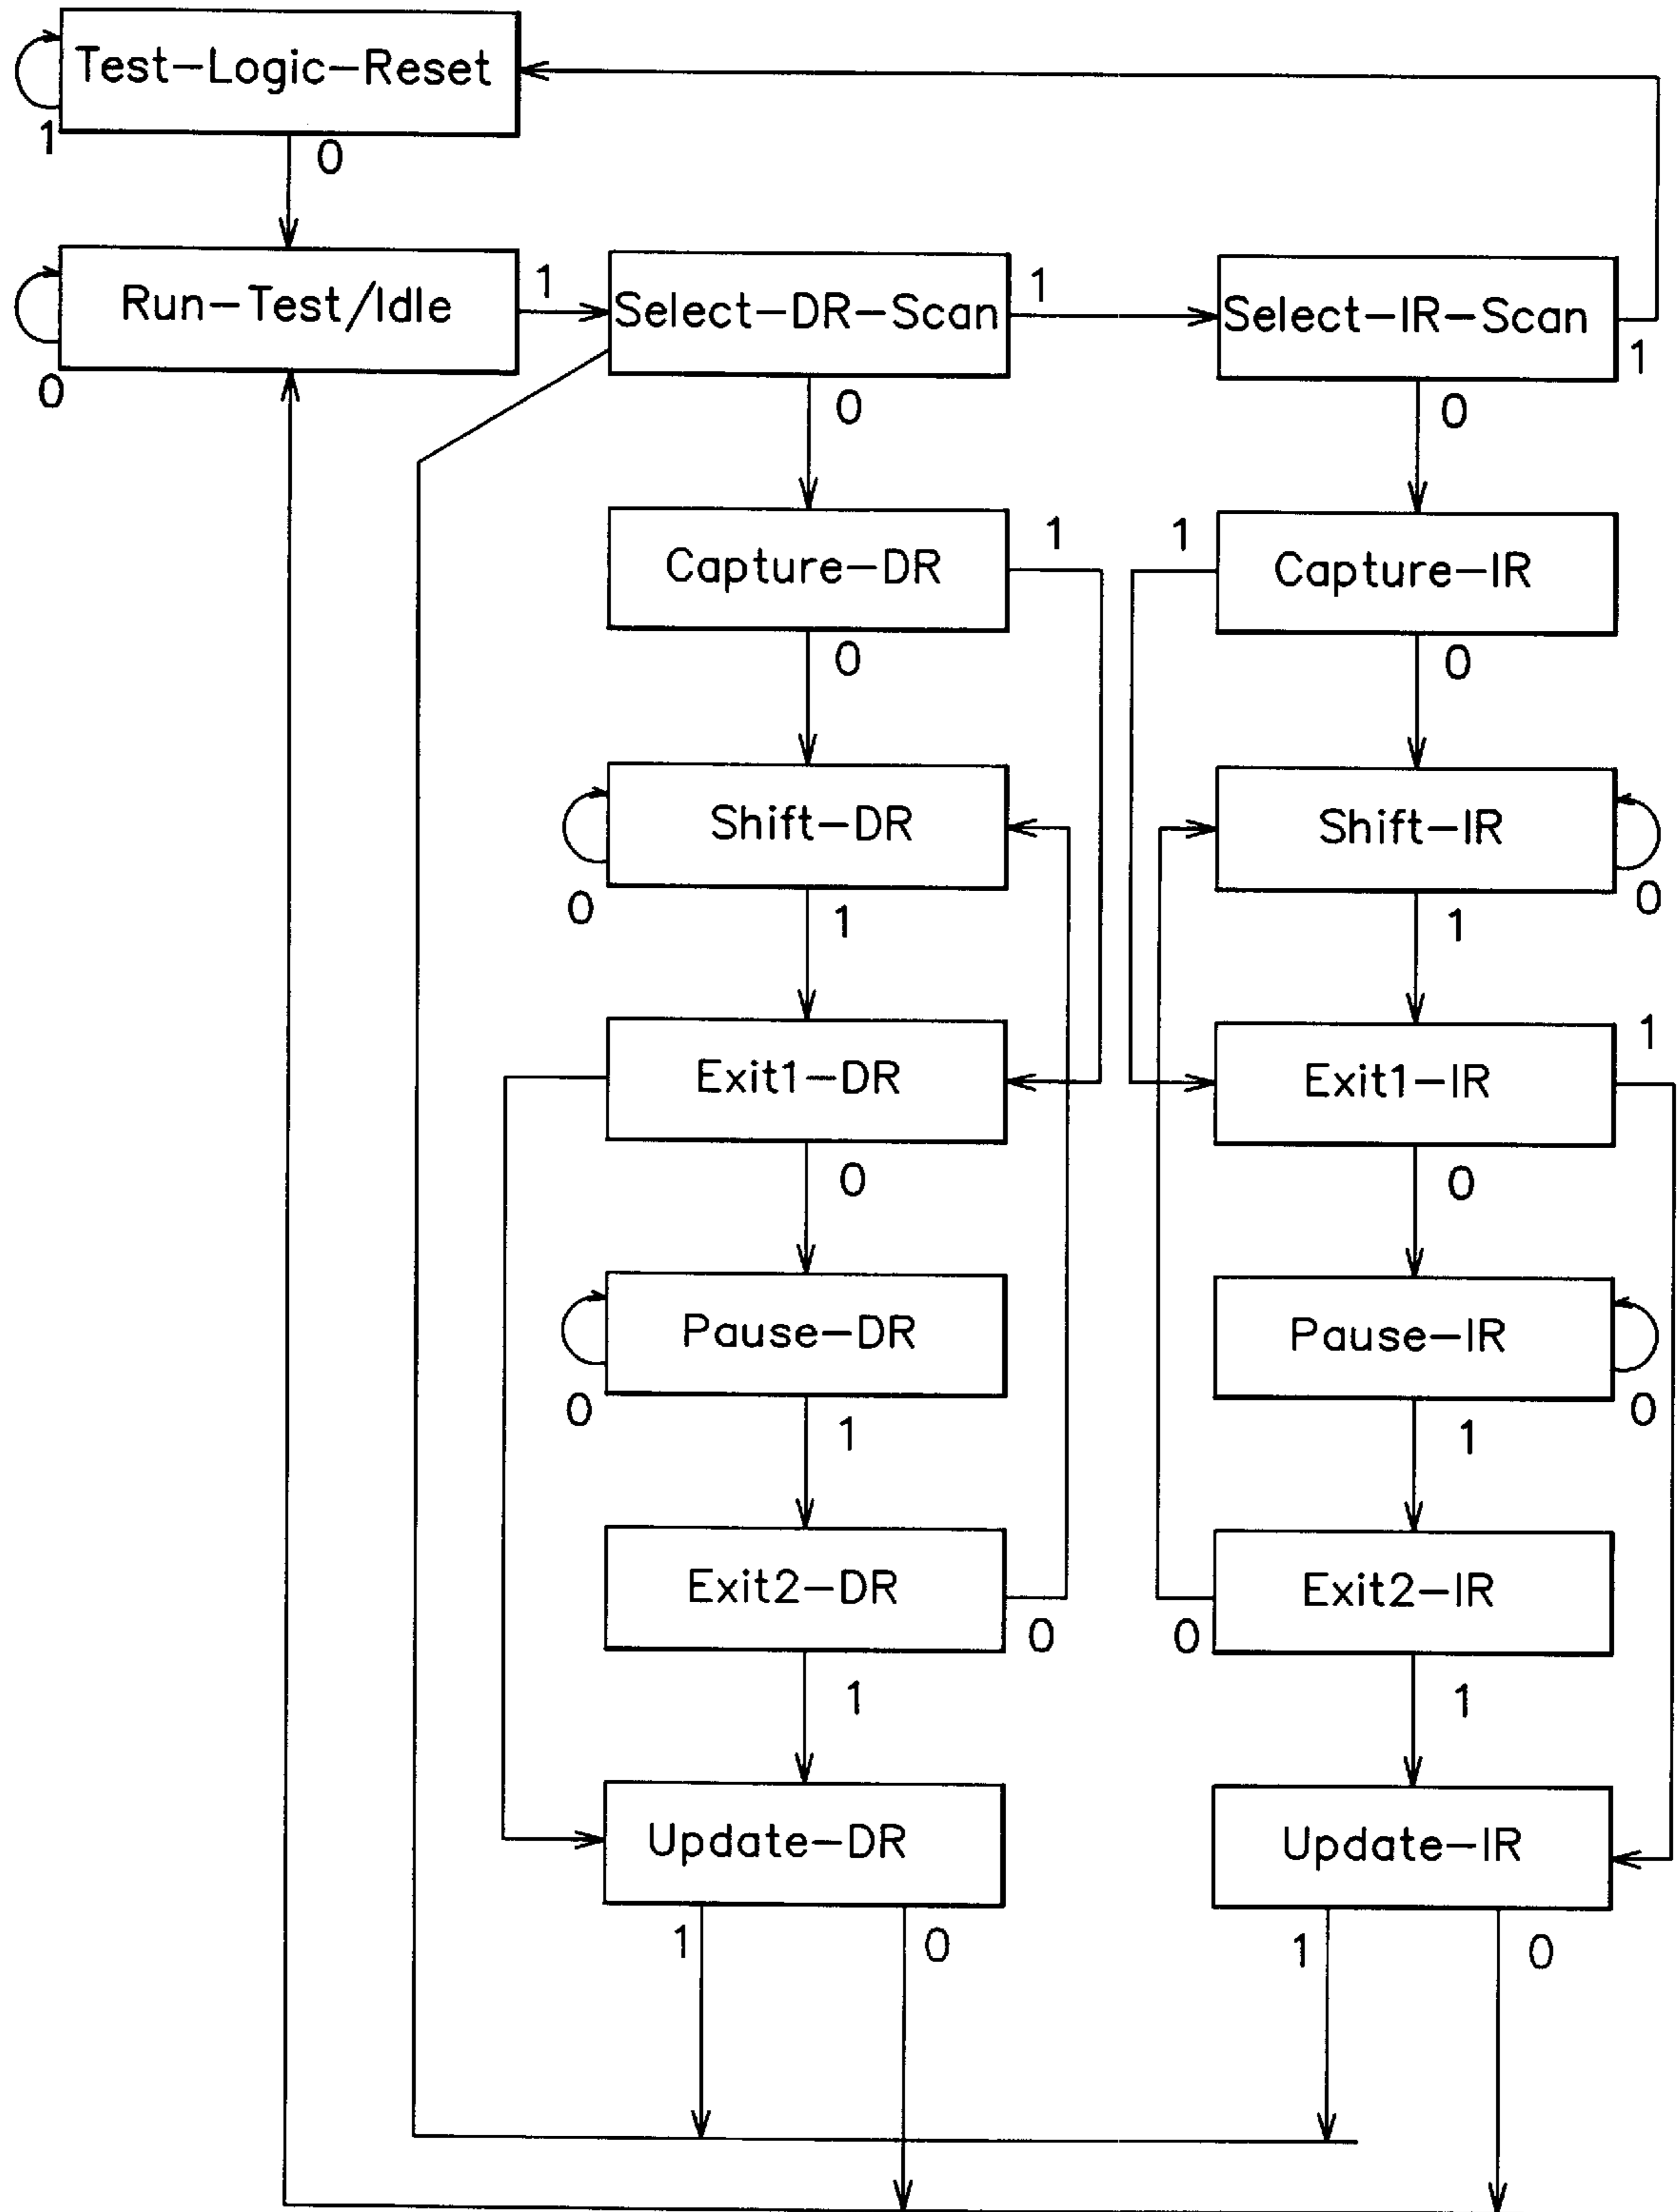 Test-Logic-Reset
1
0
Run-Test/Idle
1
Select-DR-Scan
1
Select-IR-Scan
1
0
0
0
1
1
Capture-DR
Capture-IR
0
0
Shift-DR
Shift-IR
0
1
1
0
Exit1-DR
Exit1-IR
1
0
0
Pause-DR
Pause-IR
0
1
1
0
Exit2-DR
Exit2-IR
0
0
1
1
Update-DR
Update-IR
1
0
1
0